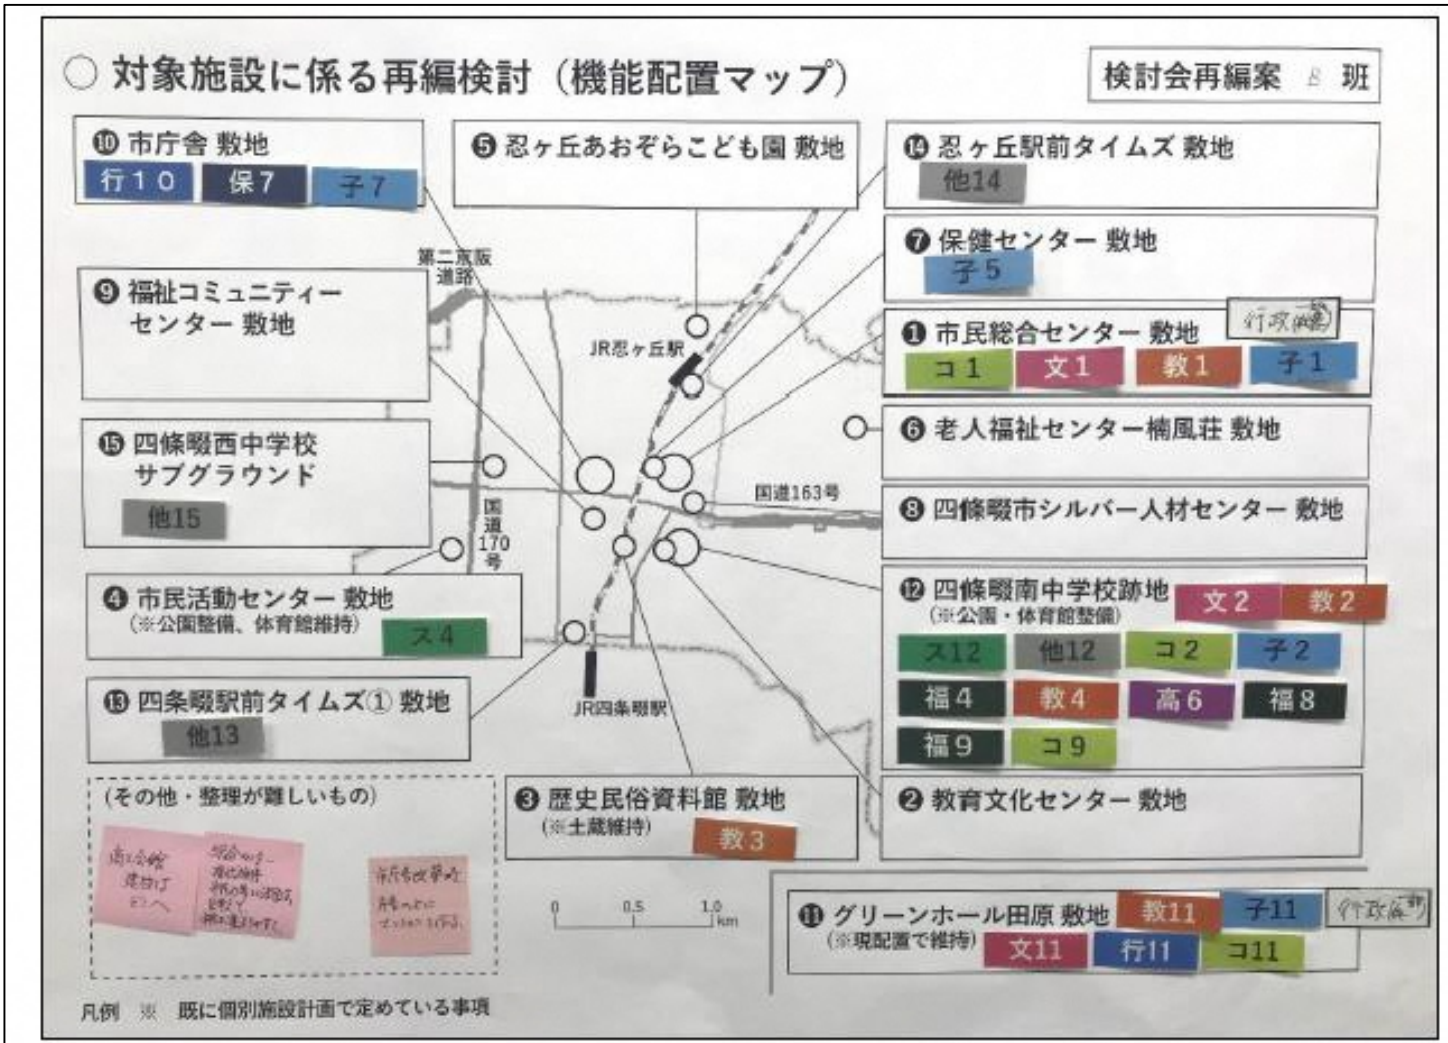 ○ 対象施設に係る再編検討（機能配置マップ）
検討会再編案 B 班
❿ 市庁舎 敷地
行10 保7 子7
❺ 忍ヶ丘あおぞらこども園 敷地
⓮ 忍ヶ丘駅前タイムズ 敷地
他14
❼ 保健センター 敷地
子5
❾ 福祉コミュニティー
センター 敷地
第二京阪
道路
JR忍ヶ丘駅
❶ 市民総合センター 敷地
コ1 文1 教1 子1
⓯ 四條畷西中学校
サブグラウンド
他15
❻ 老人福祉センター楠風荘 敷地
国道163号
国道170号
❽ 四條畷市シルバー人材センター 敷地
❹ 市民活動センター 敷地
(※公園整備、体育館維持)
ス4
⓬ 四條畷南中学校跡地
文2 教2
(※公園・体育館整備)
ス12 他12 コ2 子2
福4 教4 高6 福8
福9 コ9
⓭ 四条畷駅前タイムズ① 敷地
他13
JR四条畷駅
(その他・整理が難しいもの)
❸ 歴史民俗資料館 敷地
(※土蔵維持)
教3
❷ 教育文化センター 敷地
0 0.5 1.0
km
⓫ グリーンホール田原 敷地
教11 子11
(※現配置で維持)
文11 行11 コ11
凡例 ※ 既に個別施設計画で定めている事項